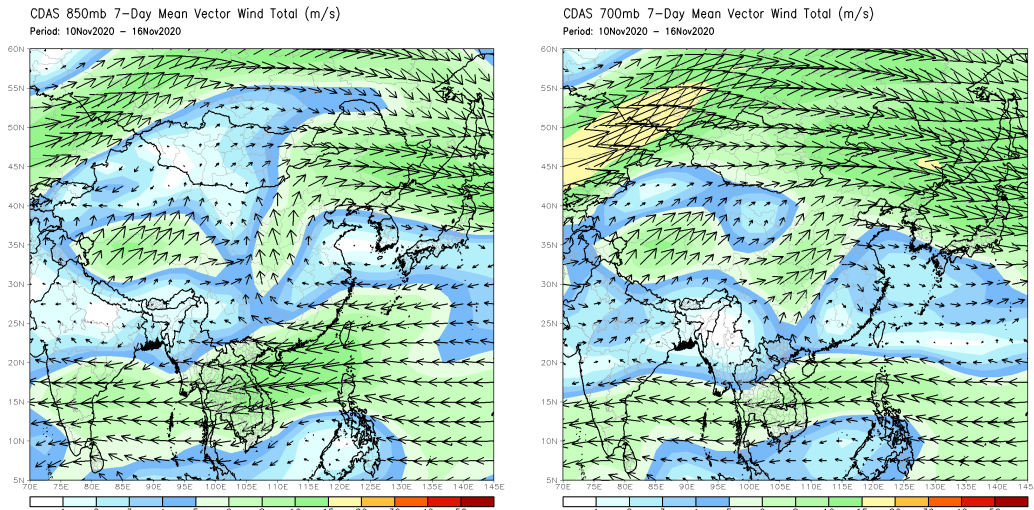 CDAS 850mb 7-Day Mean Vector Wind Total (m/s)
Period: 10Nov2020 - 16Nov2020
60N
55N
50N
45N
40N
35N
30N
25N
20N
15N
10N
5N
70E 75E 80E 85E 90E 95E 100E 105E 110E 115E 120E 125E 130E 135E 140E 145E
CDAS 700mb 7-Day Mean Vector Wind Total (m/s)
Period: 10Nov2020 - 16Nov2020
60N
55N
50N
45N
40N
35N
30N
25N
20N
15N
10N
5N
70E 75E 80E 85E 90E 95E 100E 105E 110E 115E 120E 125E 130E 135E 140E 145E